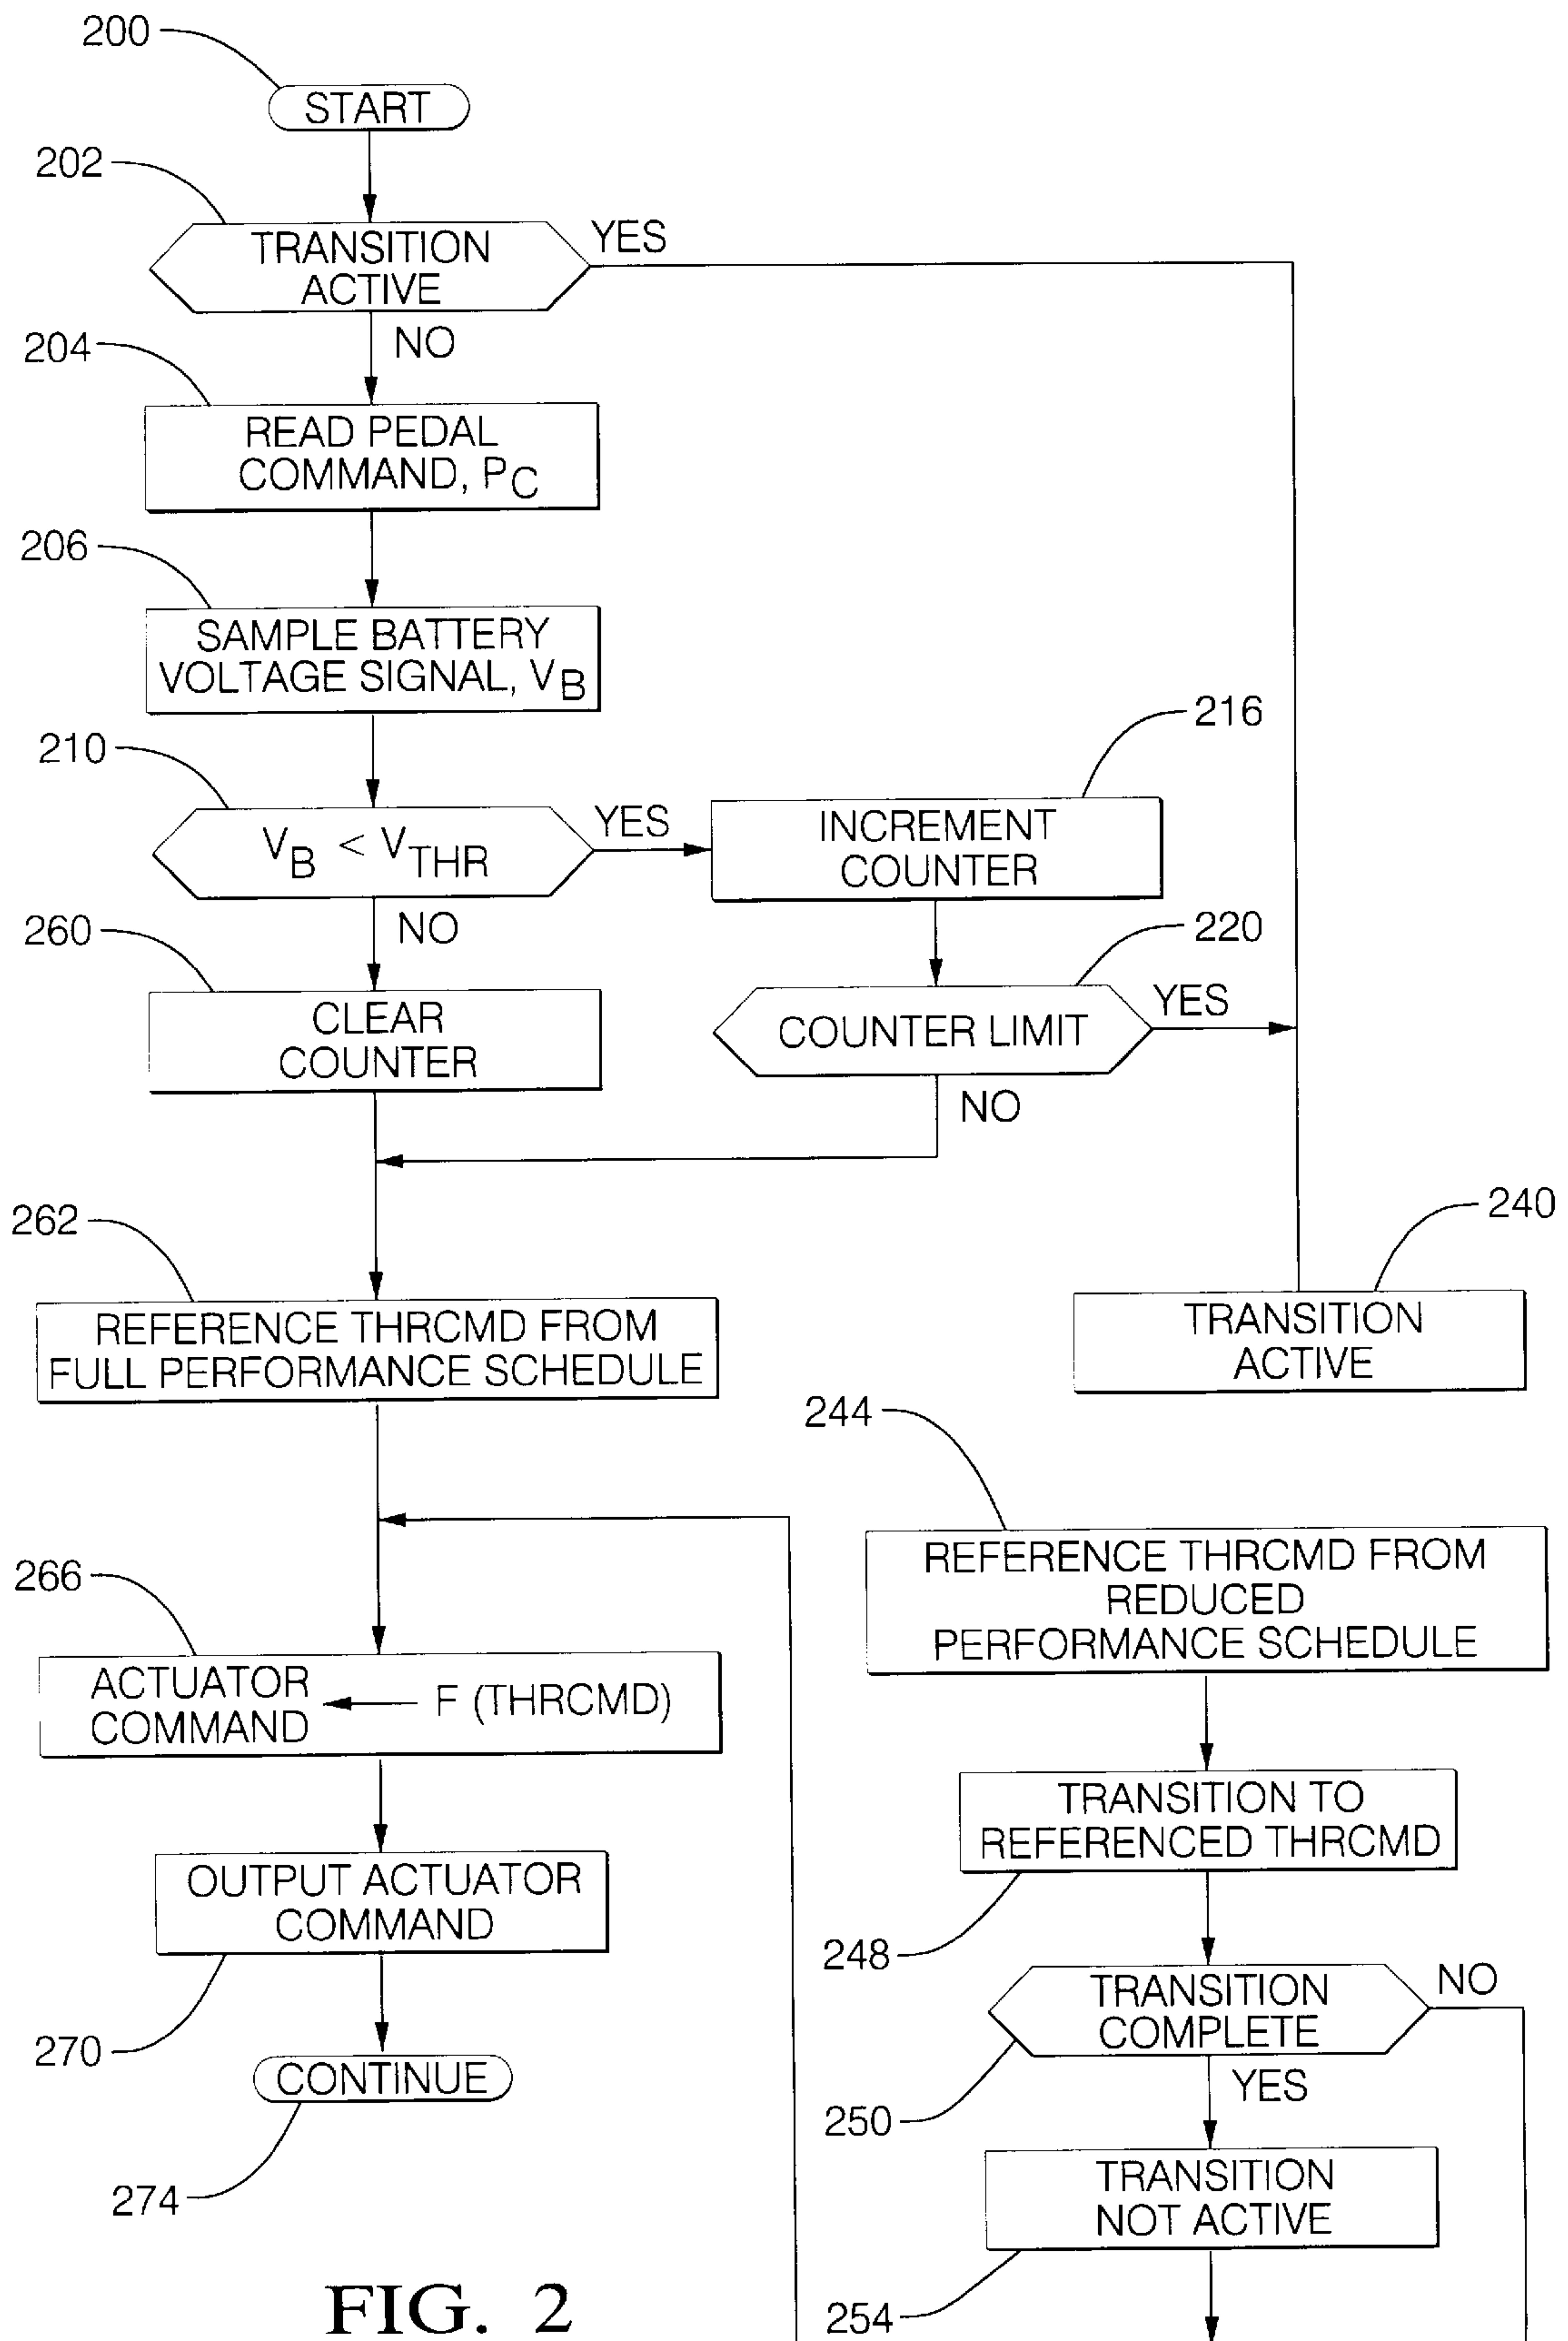 200
START
202
TRANSITION
ACTIVE
YES
NO
204
READ PEDAL
COMMAND, PC
206
SAMPLE BATTERY
VOLTAGE SIGNAL, VB
210
VB < VTHR
YES
216
INCREMENT
COUNTER
NO
260
CLEAR
COUNTER
220
COUNTER LIMIT
YES
NO
262
REFERENCE THRCMD FROM
FULL PERFORMANCE SCHEDULE
240
TRANSITION
ACTIVE
244
REFERENCE THRCMD FROM
REDUCED
PERFORMANCE SCHEDULE
266
ACTUATOR
COMMAND
F (THRCMD)
TRANSITION TO
REFERENCED THRCMD
248
OUTPUT ACTUATOR
COMMAND
270
TRANSITION
COMPLETE
NO
250
YES
CONTINUE
274
TRANSITION
NOT ACTIVE
254
FIG. 2